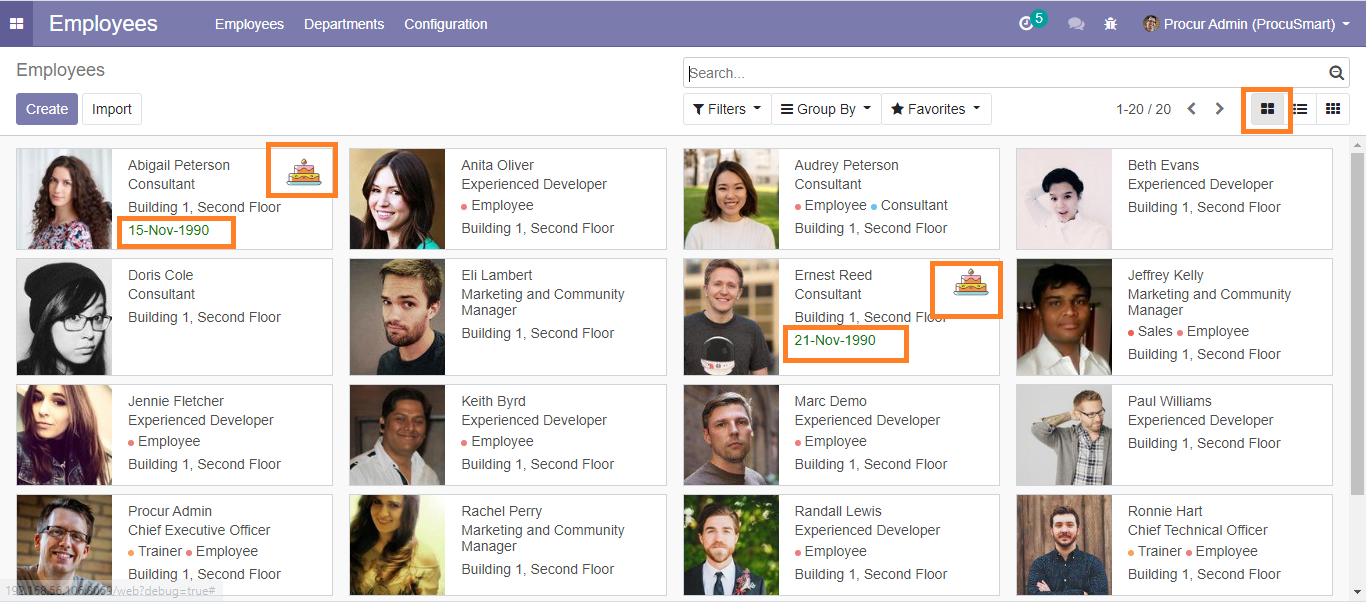 Employees
Employees Departments Configuration
5
Procur Admin (ProcuSmart)
Employees
Search...
Create Import
Filters Group By Favorites
1-20 / 20
Abigail Peterson
Consultant
Building 1, Second Floor
15-Nov-1990
Anita Oliver
Experienced Developer
Employee
Building 1, Second Floor
Audrey Peterson
Consultant
Employee Consultant
Building 1, Second Floor
Beth Evans
Experienced Developer
Building 1, Second Floor
Doris Cole
Consultant
Building 1, Second Floor
Eli Lambert
Marketing and Community
Manager
Building 1, Second Floor
Ernest Reed
Consultant
Building 1, Second Floor
21-Nov-1990
Jeffrey Kelly
Marketing and Community
Manager
Sales Employee
Building 1, Second Floor
Jennie Fletcher
Experienced Developer
Employee
Building 1, Second Floor
Keith Byrd
Experienced Developer
Employee
Building 1, Second Floor
Marc Demo
Experienced Developer
Employee
Building 1, Second Floor
Paul Williams
Experienced Developer
Building 1, Second Floor
Procur Admin
Chief Executive Officer
Trainer Employee
Building 1, Second Floor
Rachel Perry
Marketing and Community
Manager
Building 1, Second Floor
Randall Lewis
Experienced Developer
Employee
Building 1, Second Floor
Ronnie Hart
Chief Technical Officer
Trainer Employee
Building 1, Second Floor